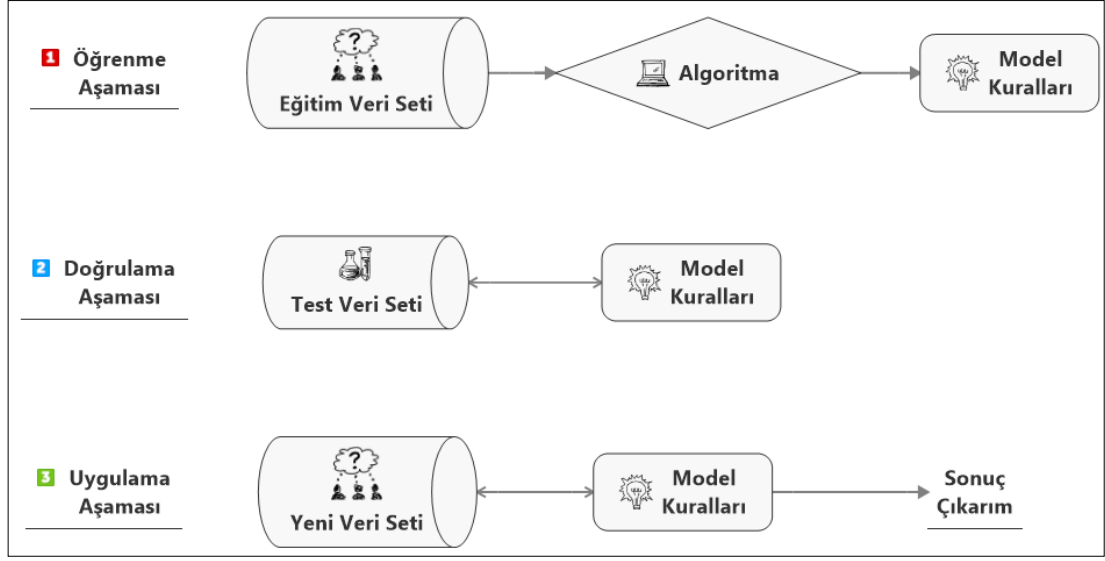 1 Öğrenme
Aşaması
?
Eğitim Veri Seti
Algoritma
Model
Kuralları
2 Doğrulama
Aşaması
Test Veri Seti
Model
Kuralları
3 Uygulama
Aşaması
?
Yeni Veri Seti
Model
Kuralları
Sonuç
Çıkarım